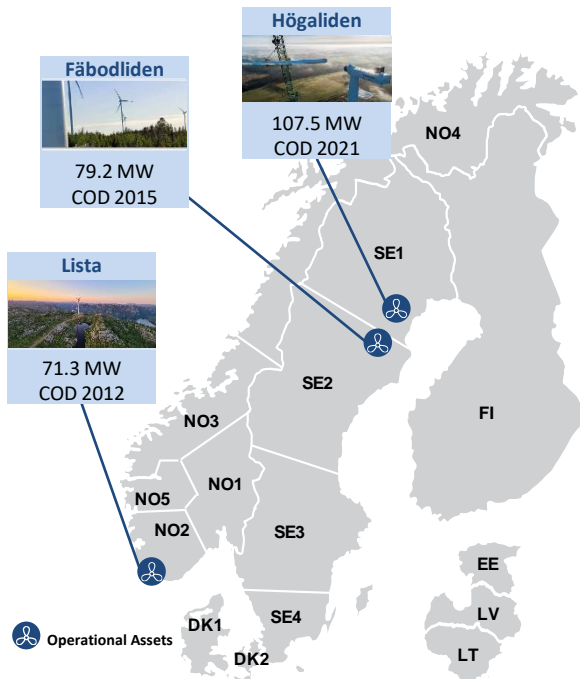 Högaliden
107.5 MW
COD 2021
Fäbodliden
79.2 MW
COD 2015
Lista
71.3 MW
COD 2012
NO4
SE1
SE2
FI
NO3
NO1
NO5
NO2
SE3
EE
SE4
LV
DK1
DK2
LT
Operational Assets